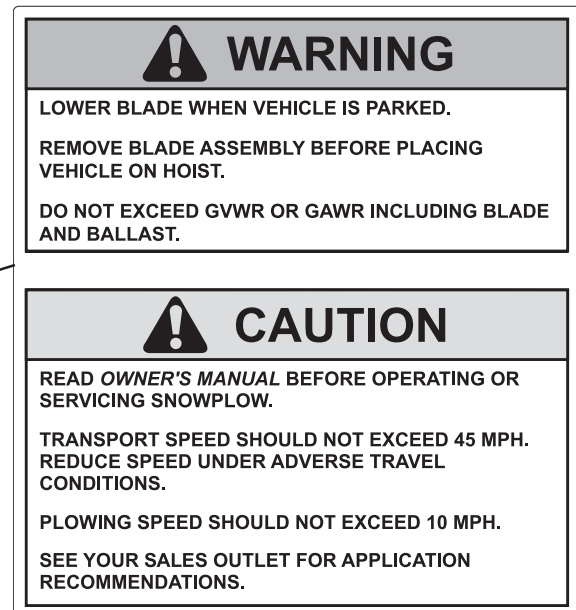 WARNING
LOWER BLADE WHEN VEHICLE IS PARKED.
REMOVE BLADE ASSEMBLY BEFORE PLACING
VEHICLE ON HOIST.
DO NOT EXCEED GVWR OR GAWR INCLUDING BLADE
AND BALLAST.
CAUTION
READ OWNER'S MANUAL BEFORE OPERATING OR
SERVICING SNOWPLOW.
TRANSPORT SPEED SHOULD NOT EXCEED 45 MPH.
REDUCE SPEED UNDER ADVERSE TRAVEL
CONDITIONS.
PLOWING SPEED SHOULD NOT EXCEED 10 MPH.
SEE YOUR SALES OUTLET FOR APPLICATION
RECOMMENDATIONS.